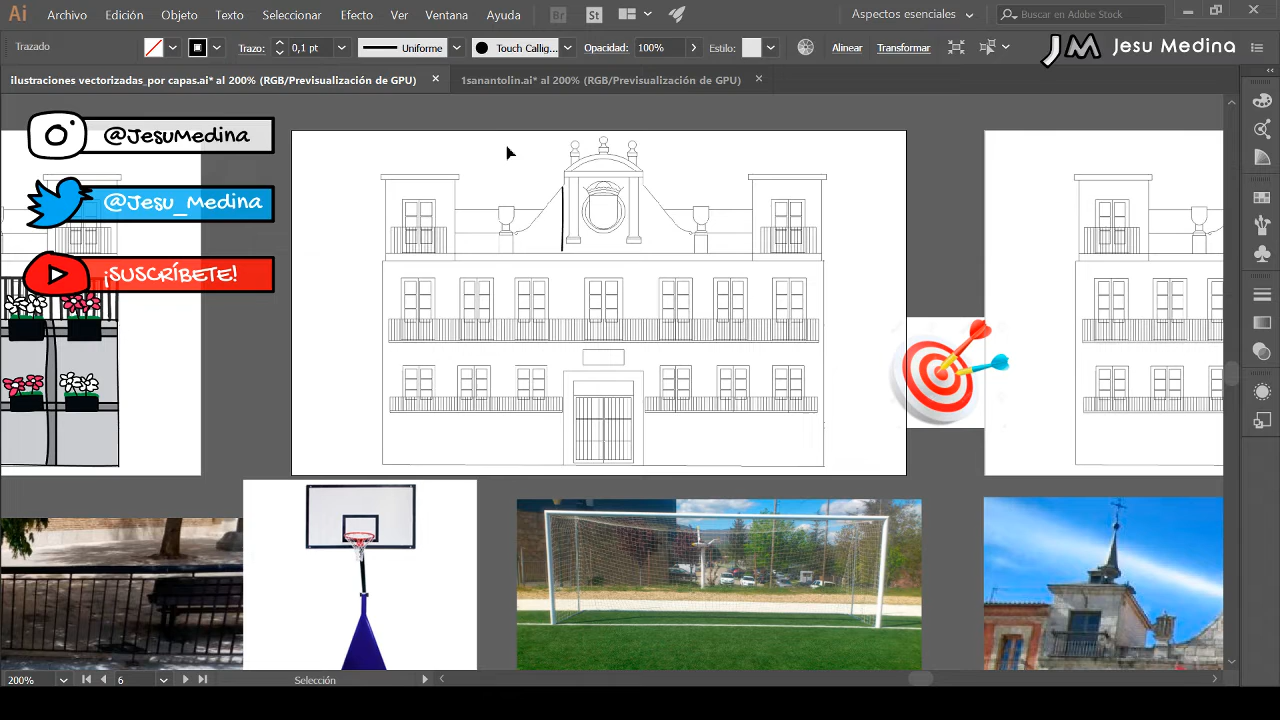 Ai Archivo Edición Objeto Texto Seleccionar Efecto Ver Ventana Ayuda Br St Aspectos esenciales Buscar en Adobe Stock
Trazado Trazo: 0,1 pt Uniforme Touch Callig... Opacidad: 100% Estilo: Alinear Transformar JM Jesu Medina
ilustraciones vectorizadas_por capas.ai* al 200% (RGB/Previsualización de GPU) × 1sanantolin.ai* al 200% (RGB/Previsualización de GPU) ×
@JesuMedina
@Jesu_Medina
¡SUSCRÍBETE!
200% 6 Selección